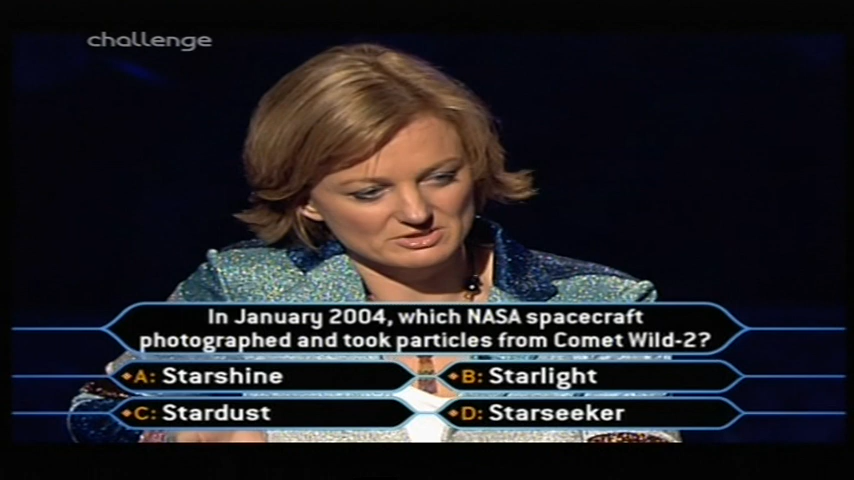 challenge
In January 2004, which NASA spacecraft
photographed and took particles from Comet Wild-2?
A: Starshine
B: Starlight
C: Stardust
D: Starseeker